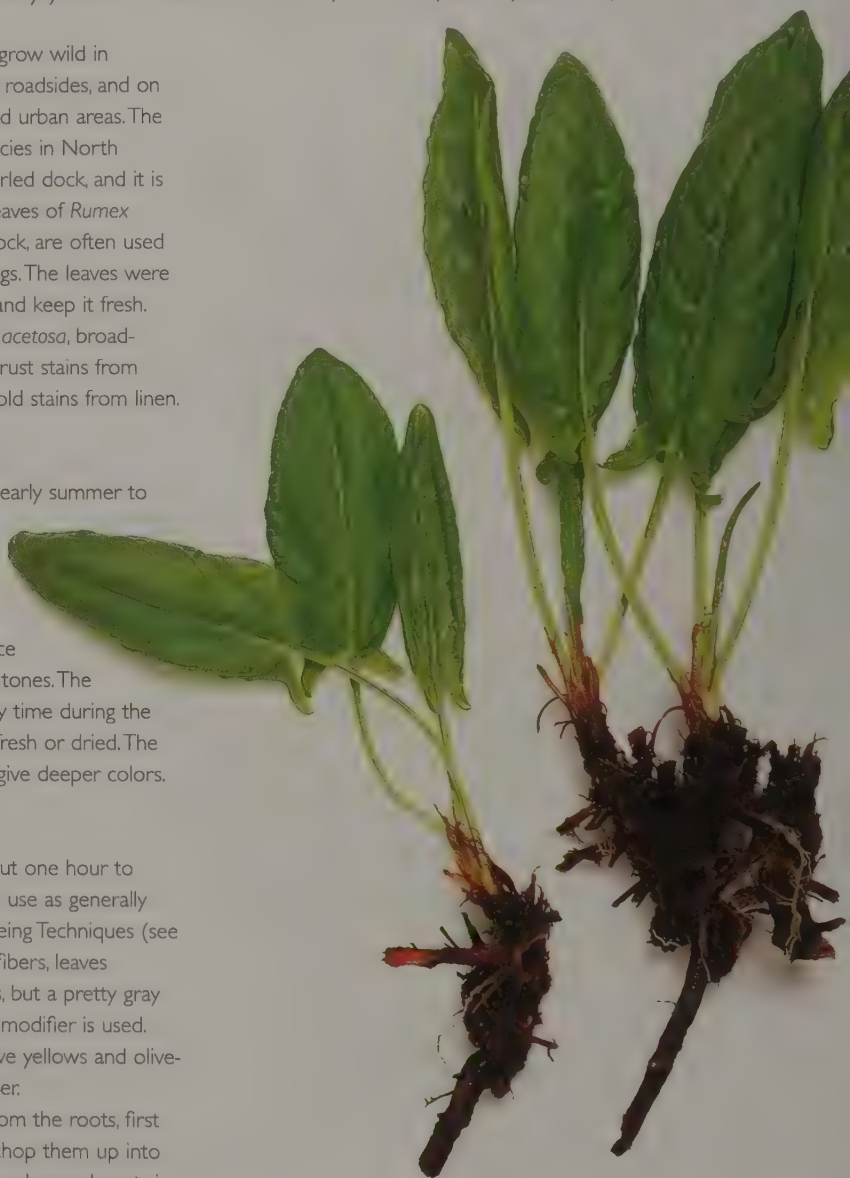 grow wild in
roadsides, and on
d urban areas. The
cies in North
rled dock, and it is
eaves of Rumex
ock, are often used
gs. The leaves were
and keep it fresh.
acetosa, broad-
rust stains from
old stains from linen.
early summer to
ce
tones. The
y time during the
fresh or dried. The
give deeper colors.
ut one hour to
use as generally
eing Techniques (see
fibers, leaves
s, but a pretty gray
modifier is used.
ve yellows and olive-
er.
om the roots, first
chop them up into